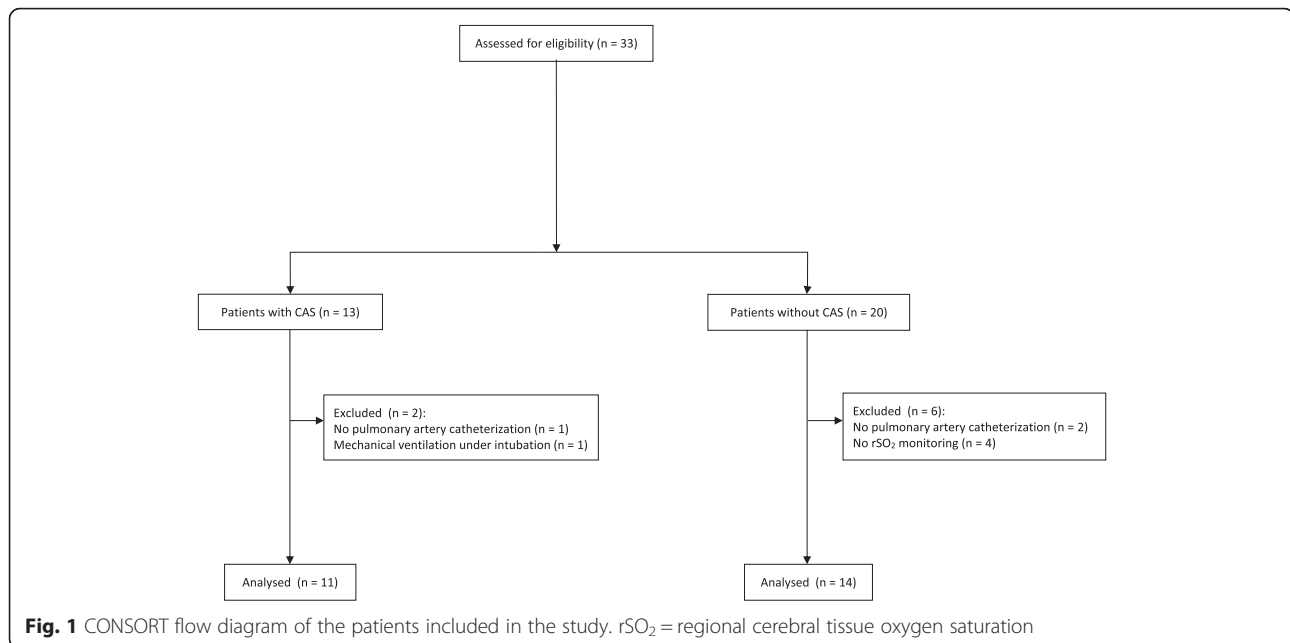 Assessed for eligibility (n = 33)
Patients with CAS (n = 13)
Patients without CAS (n = 20)
Excluded (n = 2):
No pulmonary artery catheterization (n = 1)
Mechanical ventilation under intubation (n = 1)
Excluded (n = 6):
No pulmonary artery catheterization (n = 2)
No rSO₂ monitoring (n = 4)
Analysed (n = 11)
Analysed (n = 14)
Fig. 1 CONSORT flow diagram of the patients included in the study. rSO₂ = regional cerebral tissue oxygen saturation